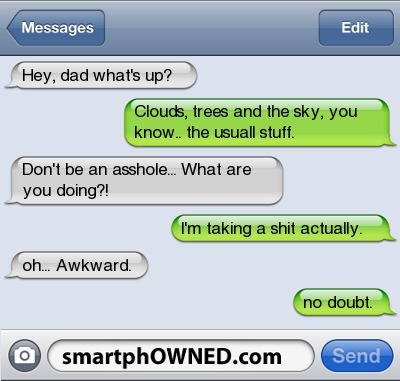 Messages
Edit
Hey, dad what's up?
Clouds, trees and the sky, you
know.. the usuall stuff.
Don't be an asshole... What are
you doing?!
I'm taking a shit actually.
oh... Awkward.
no doubt.
smartphOWNED.com
Send